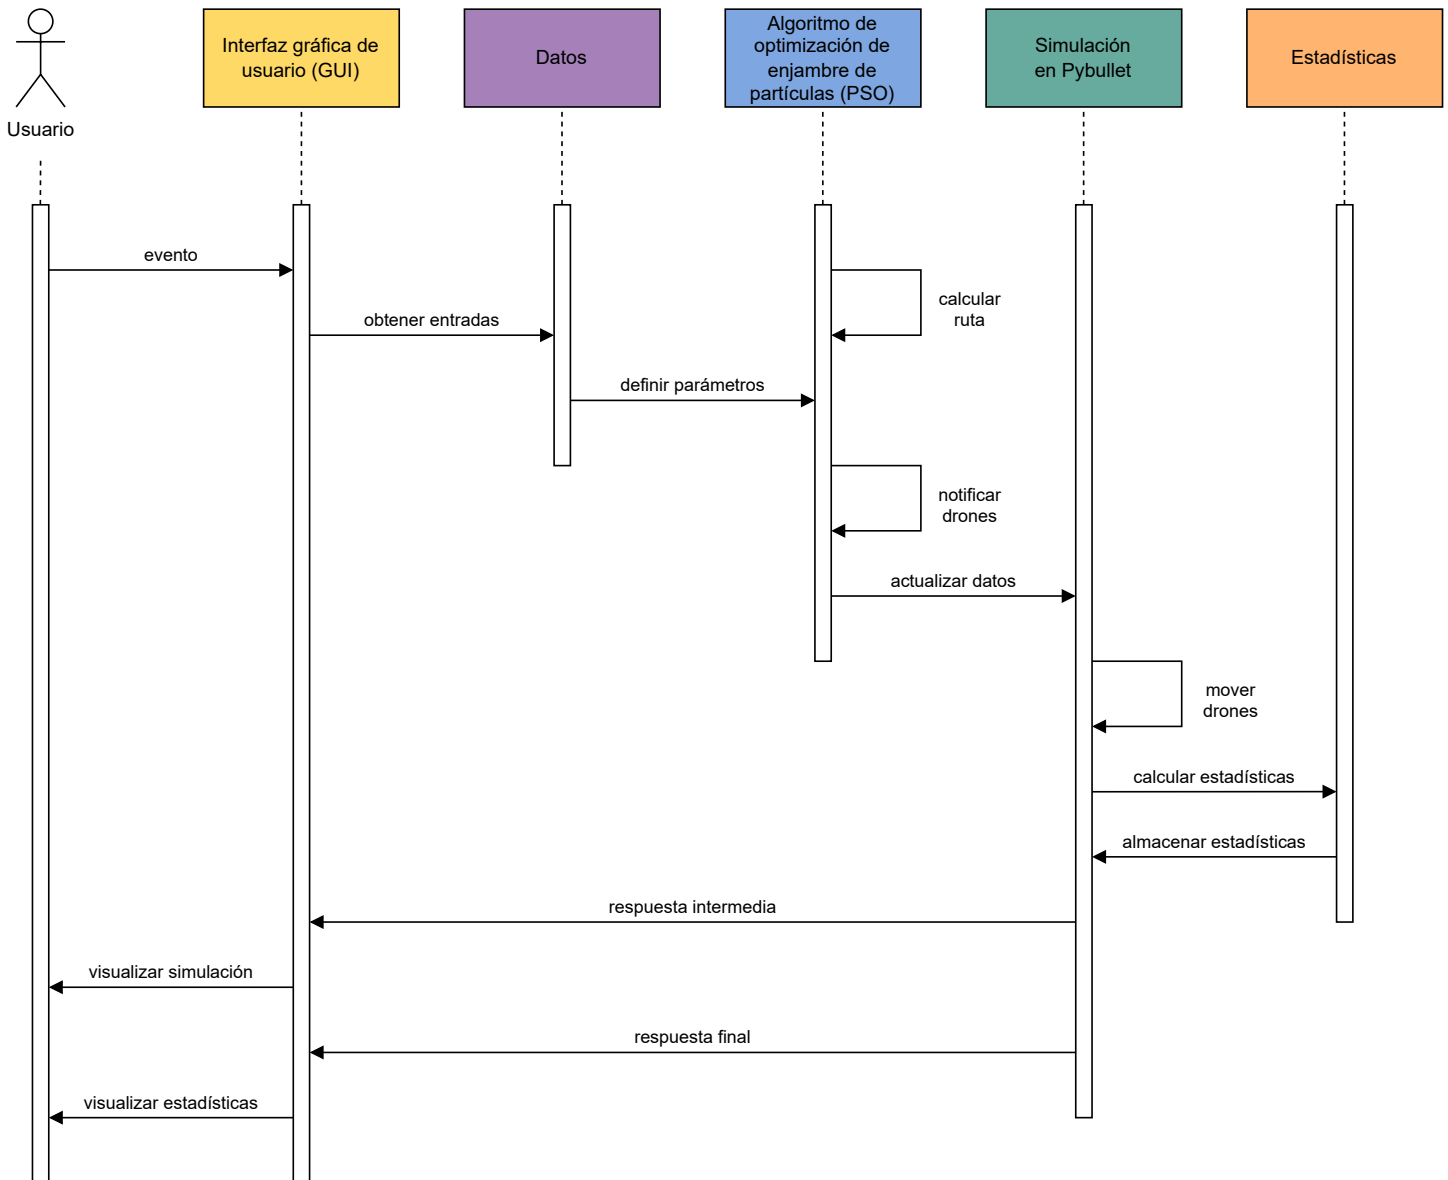 Usuario
Interfaz gráfica de
usuario (GUI)
Datos
Algoritmo de
optimización de
enjambre de
partículas (PSO)
Simulación
en Pybullet
Estadísticas
evento
calcular
ruta
obtener entradas
definir parámetros
notificar
drones
actualizar datos
mover
drones
calcular estadísticas
almacenar estadísticas
respuesta intermedia
visualizar simulación
respuesta final
visualizar estadísticas